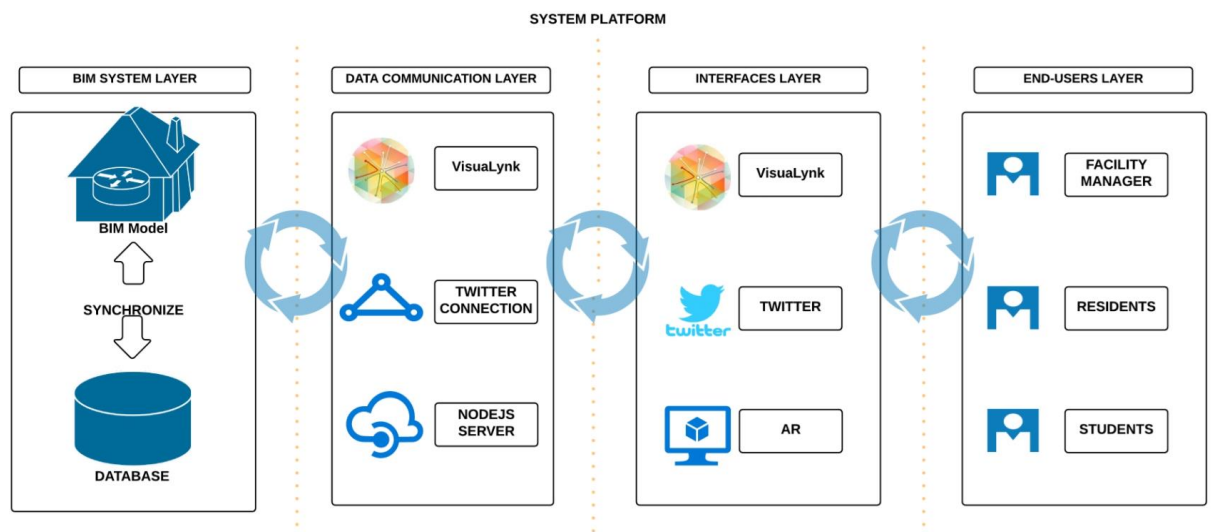 SYSTEM PLATFORM
BIM SYSTEM LAYER
BIM Model
SYNCHRONIZE
DATABASE
DATA COMMUNICATION LAYER
VisuaLynk
TWITTER
CONNECTION
NODEJS
SERVER
INTERFACES LAYER
VisuaLynk
twitter
TWITTER
AR
END-USERS LAYER
FACILITY
MANAGER
RESIDENTS
STUDENTS